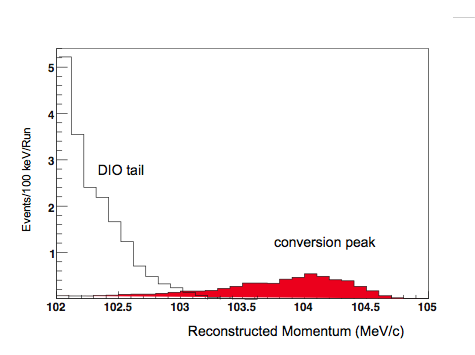 5
4
Events/100 keV/Run
3
DIO tail
2
conversion peak
1
102 102.5 103 103.5 104 104.5 105
Reconstructed Momentum (MeV/c)